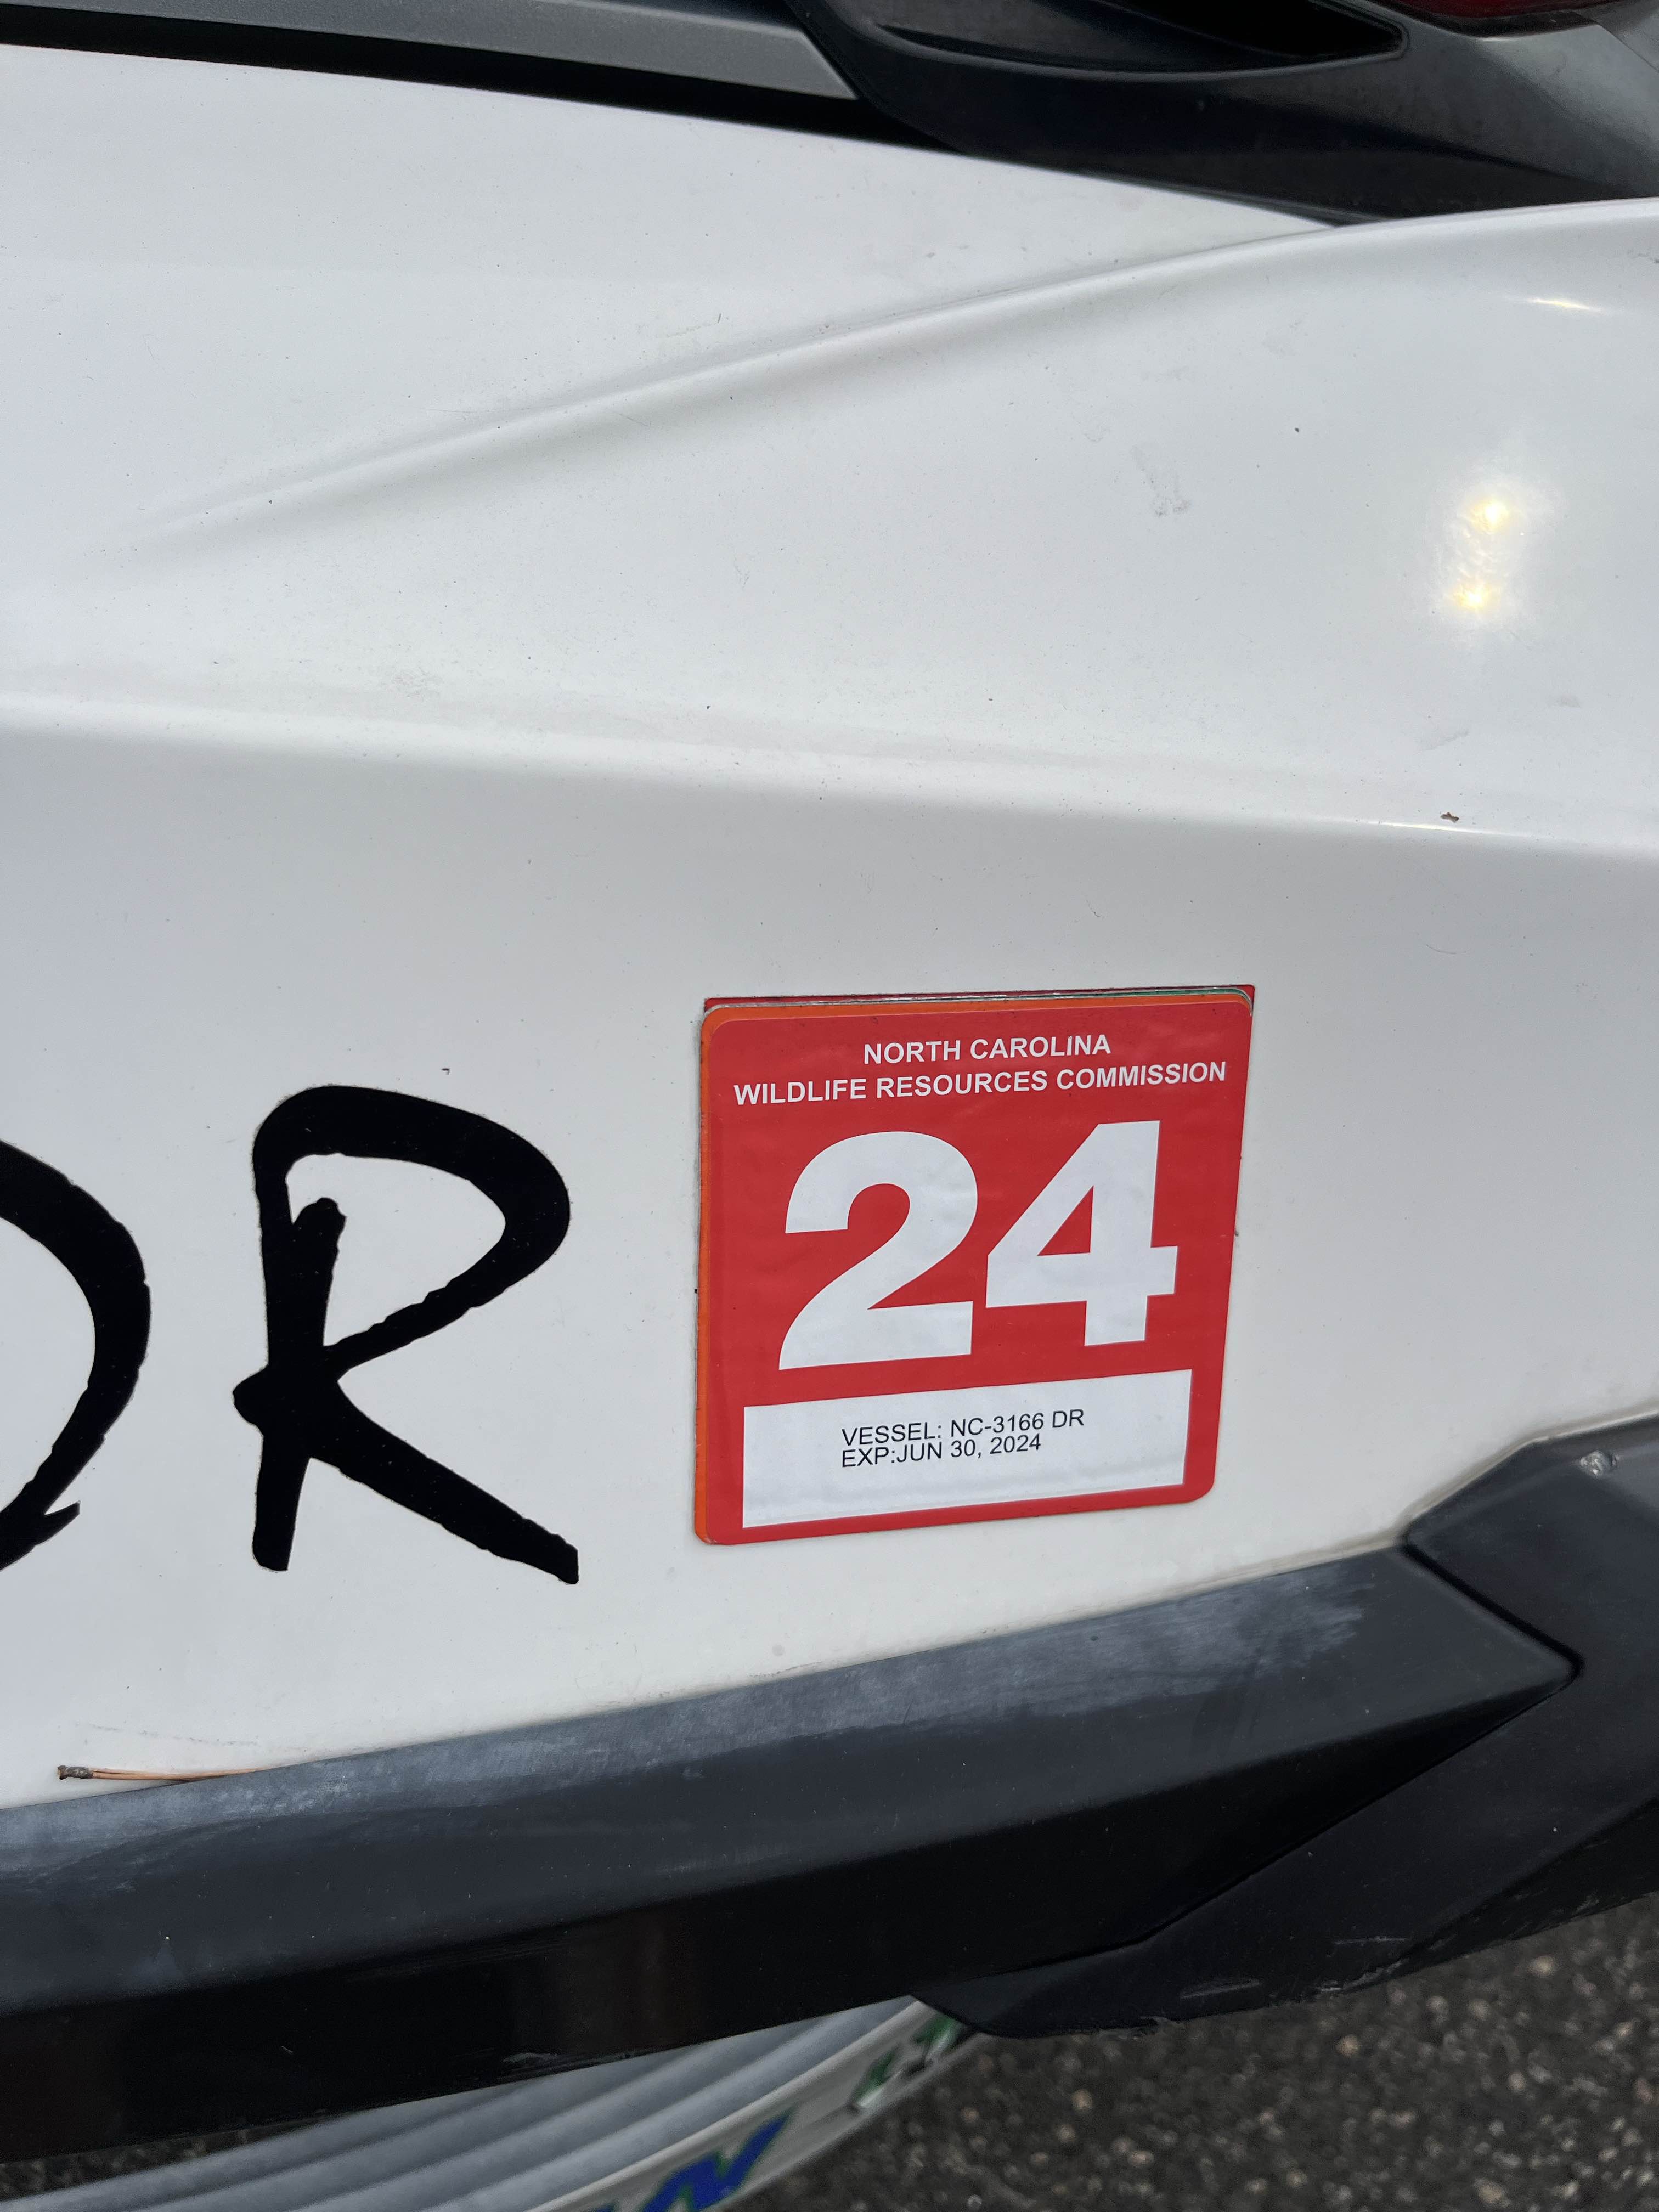 NORTH CAROLINA
WILDLIFE RESOURCES COMMISSION
24
DR
VESSEL: NC-3166 DR
EXP:JUN 30, 2024